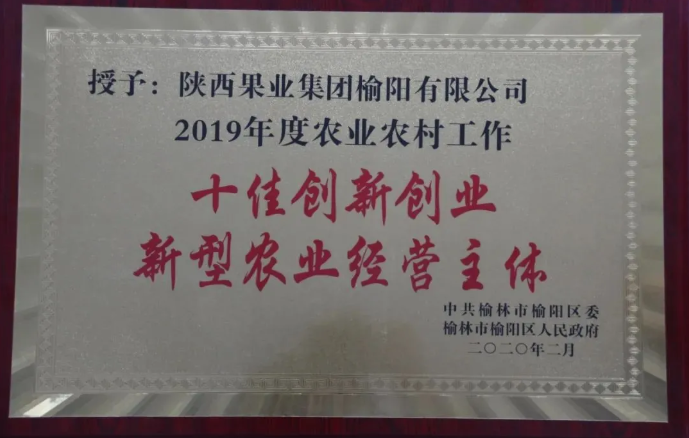 授予：陕西果业集团榆阳有限公司
2019年度农业农村工作
十佳创新创业
新型农业经营主体
中共榆林市榆阳区委
榆林市榆阳区人民政府
二〇二〇年二月